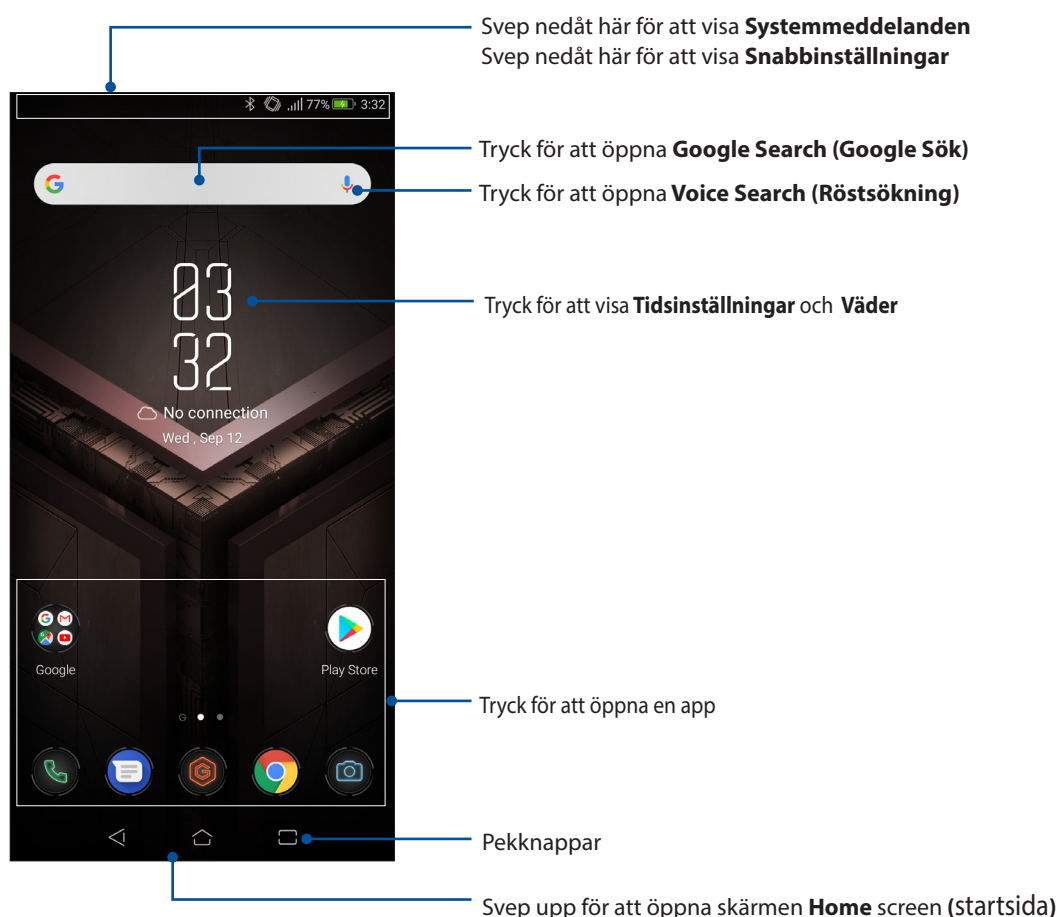 Svep nedåt här för att visa Systemmeddelanden
Svep nedåt här för att visa Snabbinställningar
77% 3:32
Tryck för att öppna Google Search (Google Sök)
G
Tryck för att öppna Voice Search (Röstsökning)
03
Tryck för att visa Tidsinställningar och Väder
32
No connection
Wed , Sep 12
Google
Play Store
Tryck för att öppna en app
G
Pekknappar
Svep upp för att öppna skärmen Home screen (startsida)